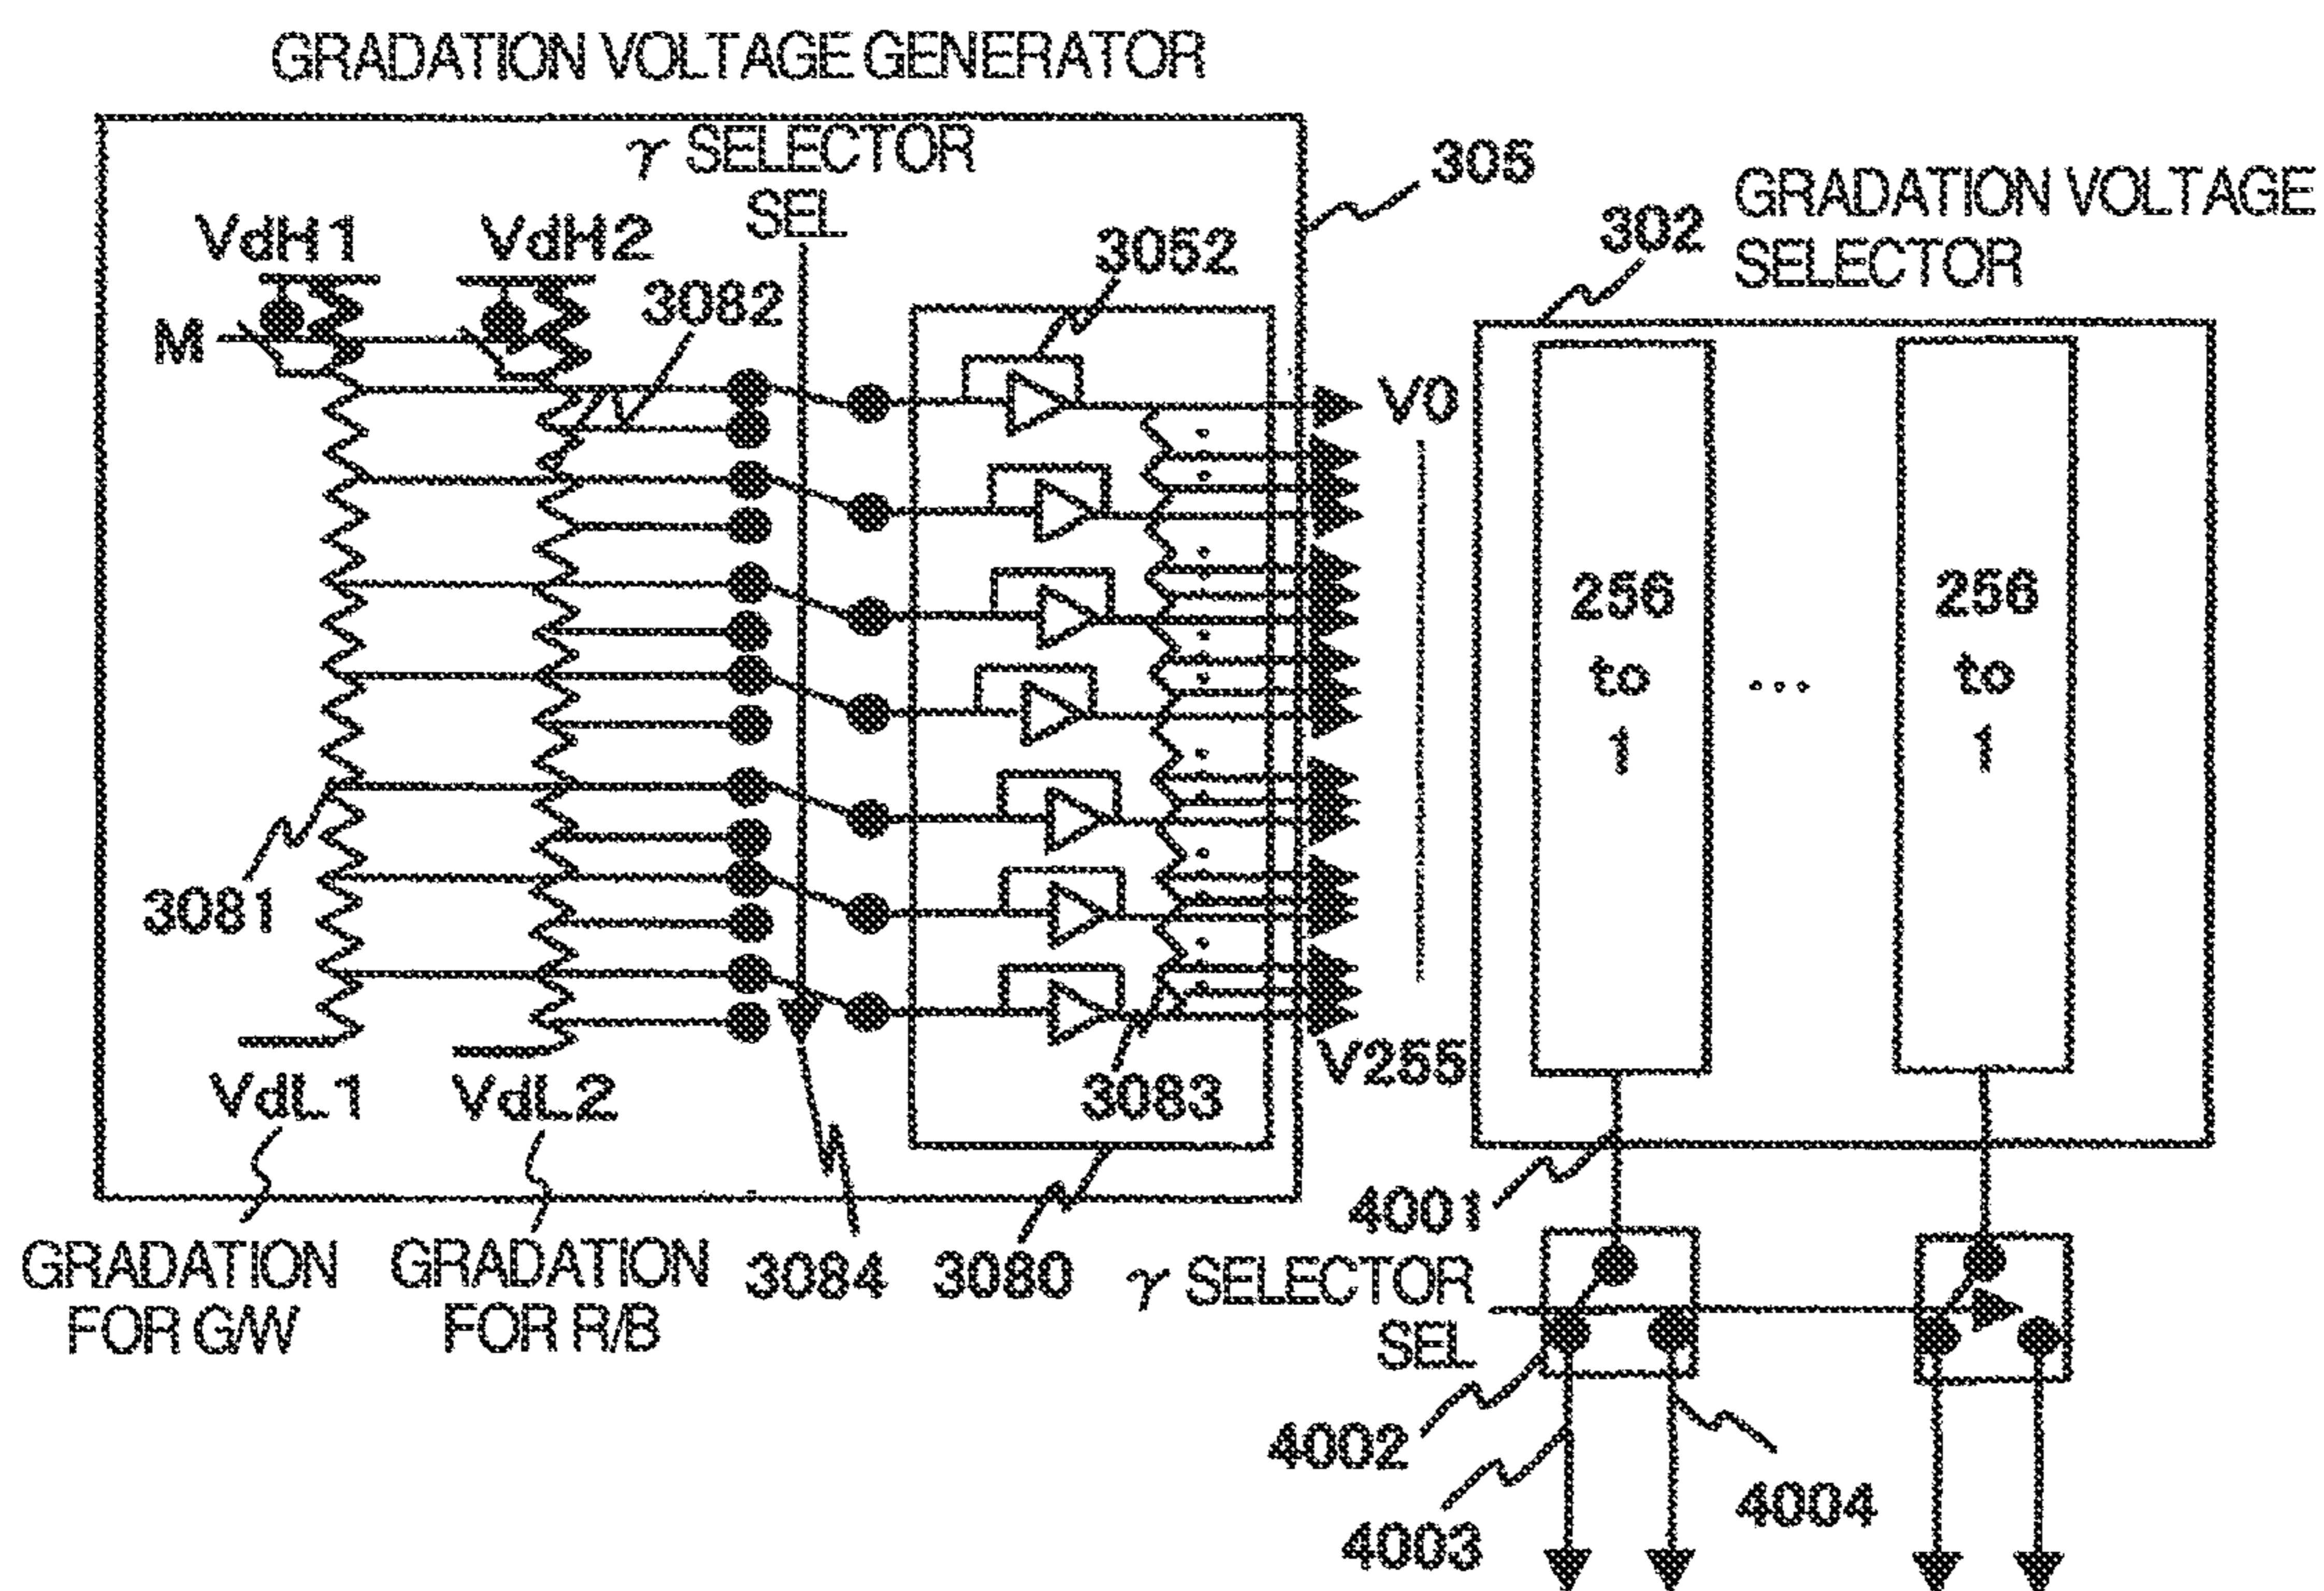 GRADATION VOLTAGE GENERATOR
γ SELECTOR
SEL
305
GRADATION VOLTAGE
SELECTOR
302
VdH1
VdH2
3052
3082
M
V0
256
to
1
...
256
to
1
3081
V255
VdL1
VdL2
3083
4001
GRADATION
FOR G/W
GRADATION
FOR R/B
3084
3080
γ SELECTOR
SEL
4002
4003
4004